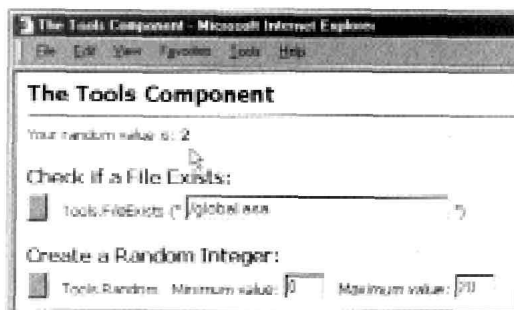 The Tools Component - Microsoft Internet Explorer
File Edit View Favorites Tools Help
The Tools Component
Your random value is: 2
Check if a File Exists:
Tools.FileExists (" /global.asa ")
Create a Random Integer:
Tools.Random Minimum value: 0 Maximum value: 20